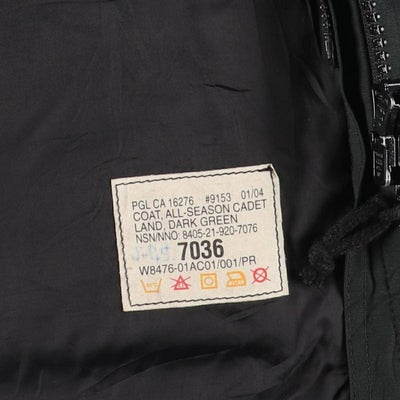 PGL CA 16276 #9153 01/04
COAT, ALL-SEASON CADET
LAND, DARK GREEN
NSN/NNO: 8405-21-920-7076
7036
W8476-01AC01/001/PR